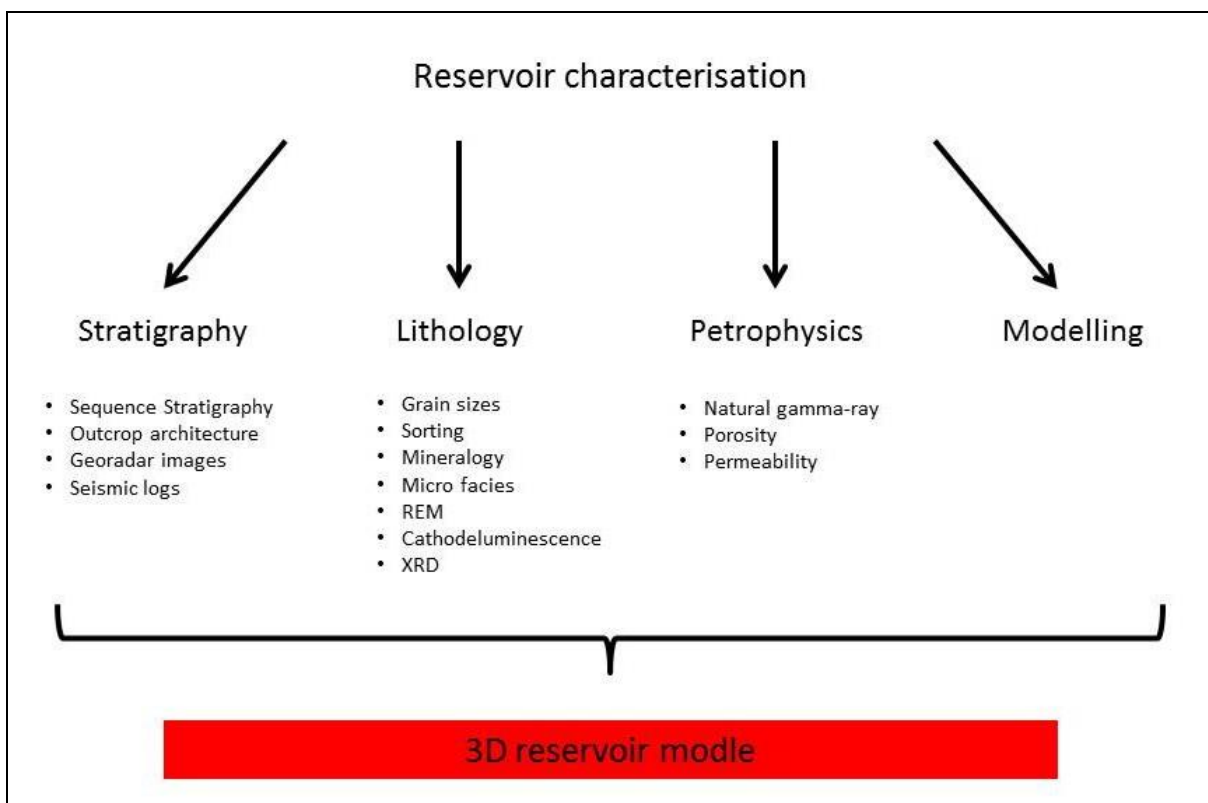 Reservoir characterisation
Stratigraphy
• Sequence Stratigraphy
• Outcrop architecture
• Georadar images
• Seismic logs
Lithology
• Grain sizes
• Sorting
• Mineralogy
• Micro facies
• REM
• Cathodeluminescence
• XRD
Petrophysics
• Natural gamma-ray
• Porosity
• Permeability
Modelling
3D reservoir modle